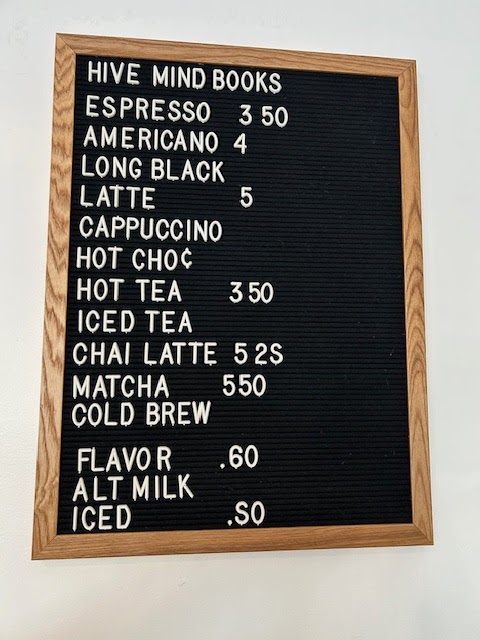 HIVE MIND BOOKS
ESPRESSO 3 50
AMERICANO 4
LONG BLACK
LATTE 5
CAPPUCCINO
HOT CHO¢
HOT TEA 3 50
ICED TEA
CHAI LATTE 5 2S
MATCHA 550
COLD BREW
FLAVOR .60
ALT MILK
ICED .SO